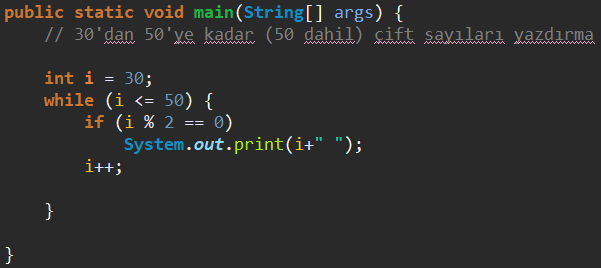 public static void main(String[] args) {
// 30'dan 50'ye kadar (50 dahil) çift sayıları yazdırma
int i = 30;
while (i <= 50) {
if (i % 2 == 0)
System.out.print(i+" ");
i++;
}
}